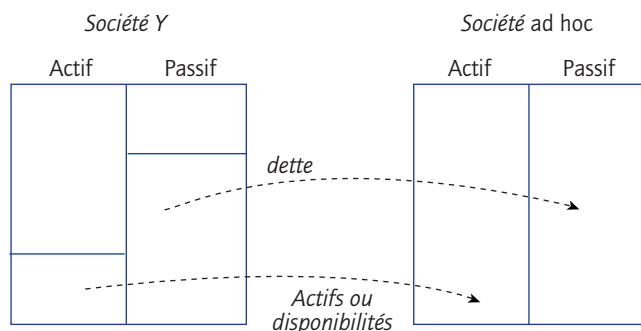 Société Y
Société ad hoc
Actif
Passif
Actif
Passif
dette
Actifs ou
disponibilités